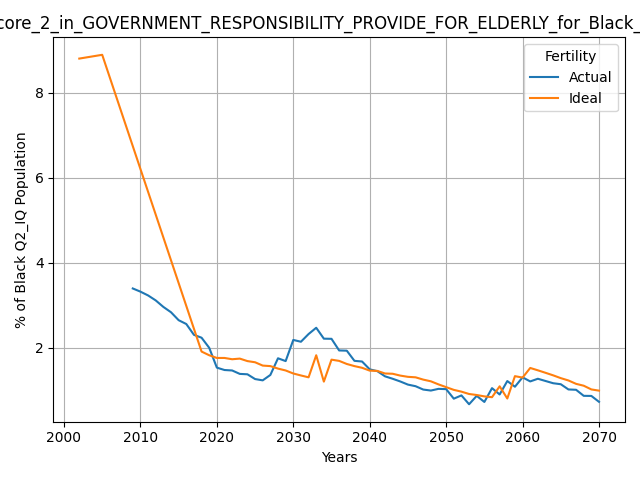 core_2_in_GOVERNMENT_RESPONSIBILITY_PROVIDE_FOR_ELDERLY_for_Black_
Fertility
Actual
Ideal
% of Black Q2_IQ Population
8
6
4
2
2000 2010 2020 2030 2040 2050 2060 2070
Years